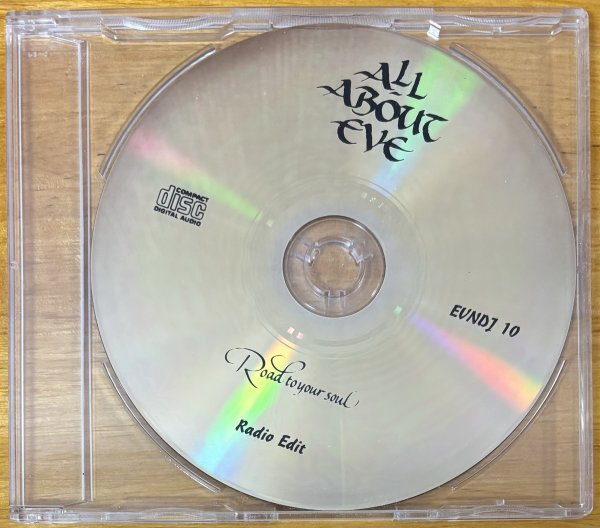 ALL
ABOUT
EVE
COMPACT
disc
DIGITAL AUDIO
EVNDJ 10
Road to your soul
Radio Edit